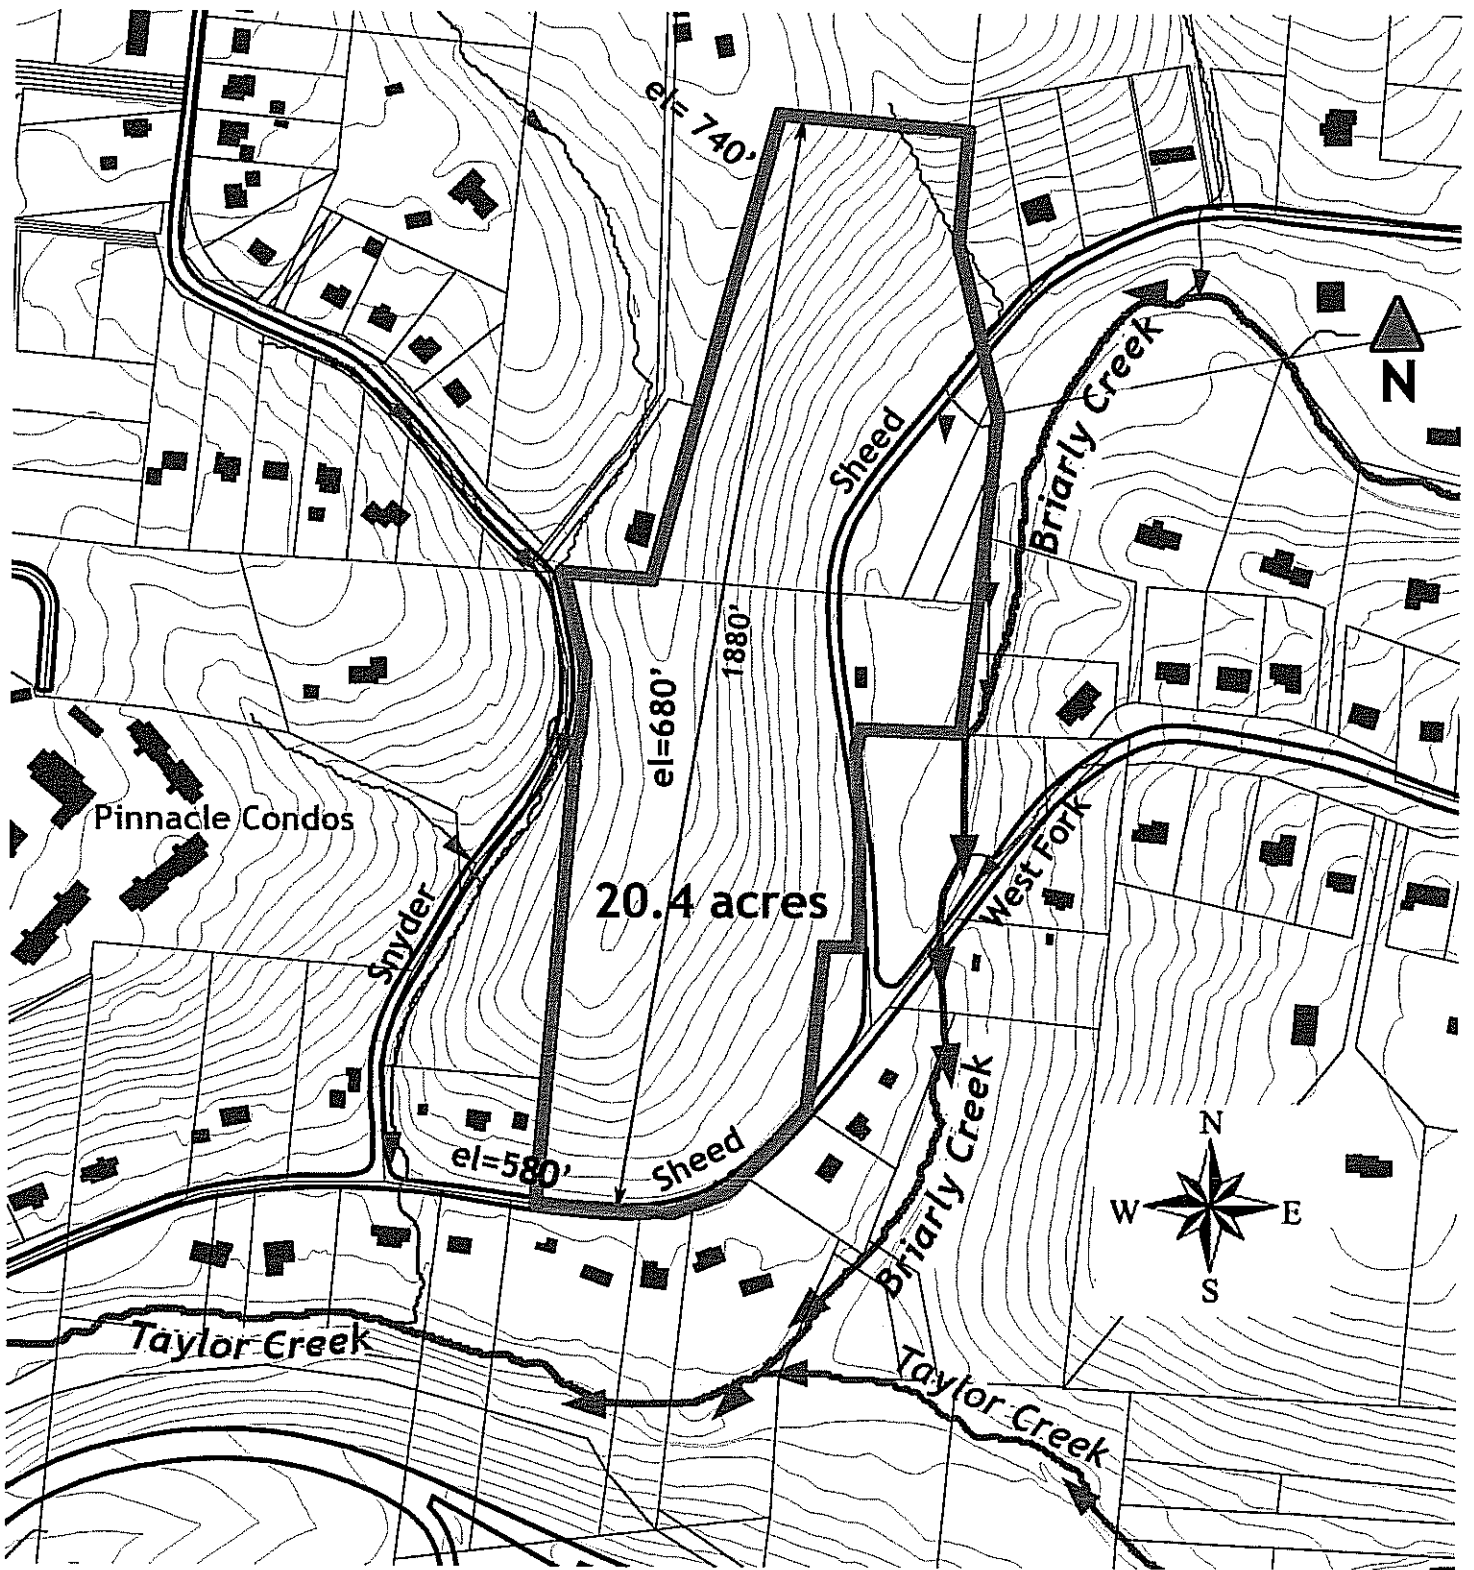 el= 740'
N
Sheed
Briarly Creek
1880'
el=680'
Pinnacle Condos
West Fork
20.4 acres
Snyder
Briarly Creek
N
W E
S
Sheed
el=580'
Taylor Creek
Taylor Creek